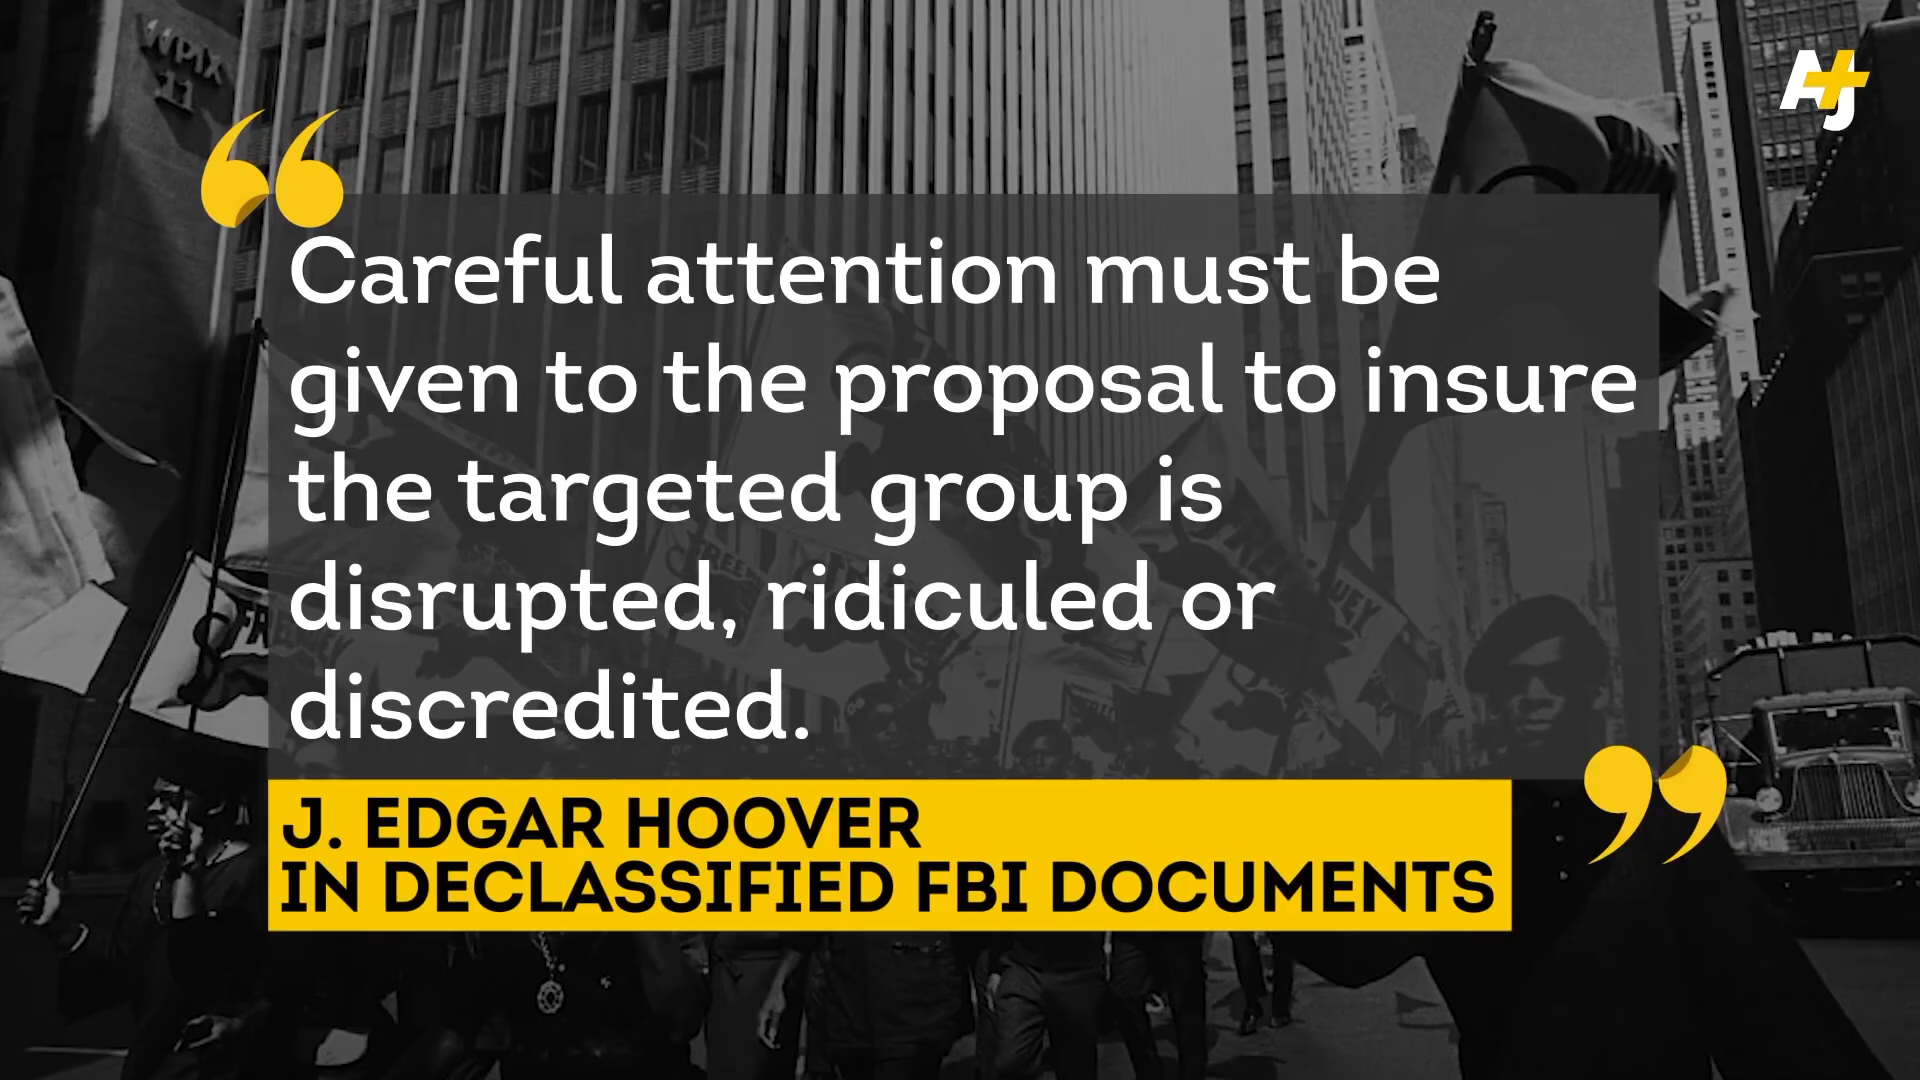 WPIX
11
AJ+
Careful attention must be
given to the proposal to insure
the targeted group is
disrupted, ridiculed or
discredited.
J. EDGAR HOOVER
IN DECLASSIFIED FBI DOCUMENTS